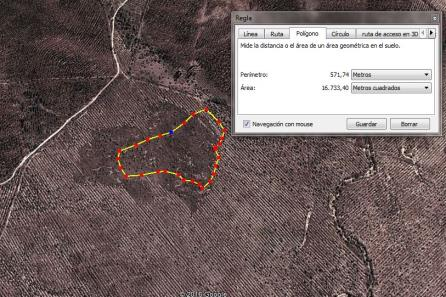 Regla
Línea Ruta Polígono Círculo ruta de acceso en 3D
Mide la distancia o el área de un área geométrica en el suelo.
Perímetro: 571,74 Metros
Área: 16.733,40 Metros cuadrados
Navegación con mouse Guardar Borrar
© 2016 Google